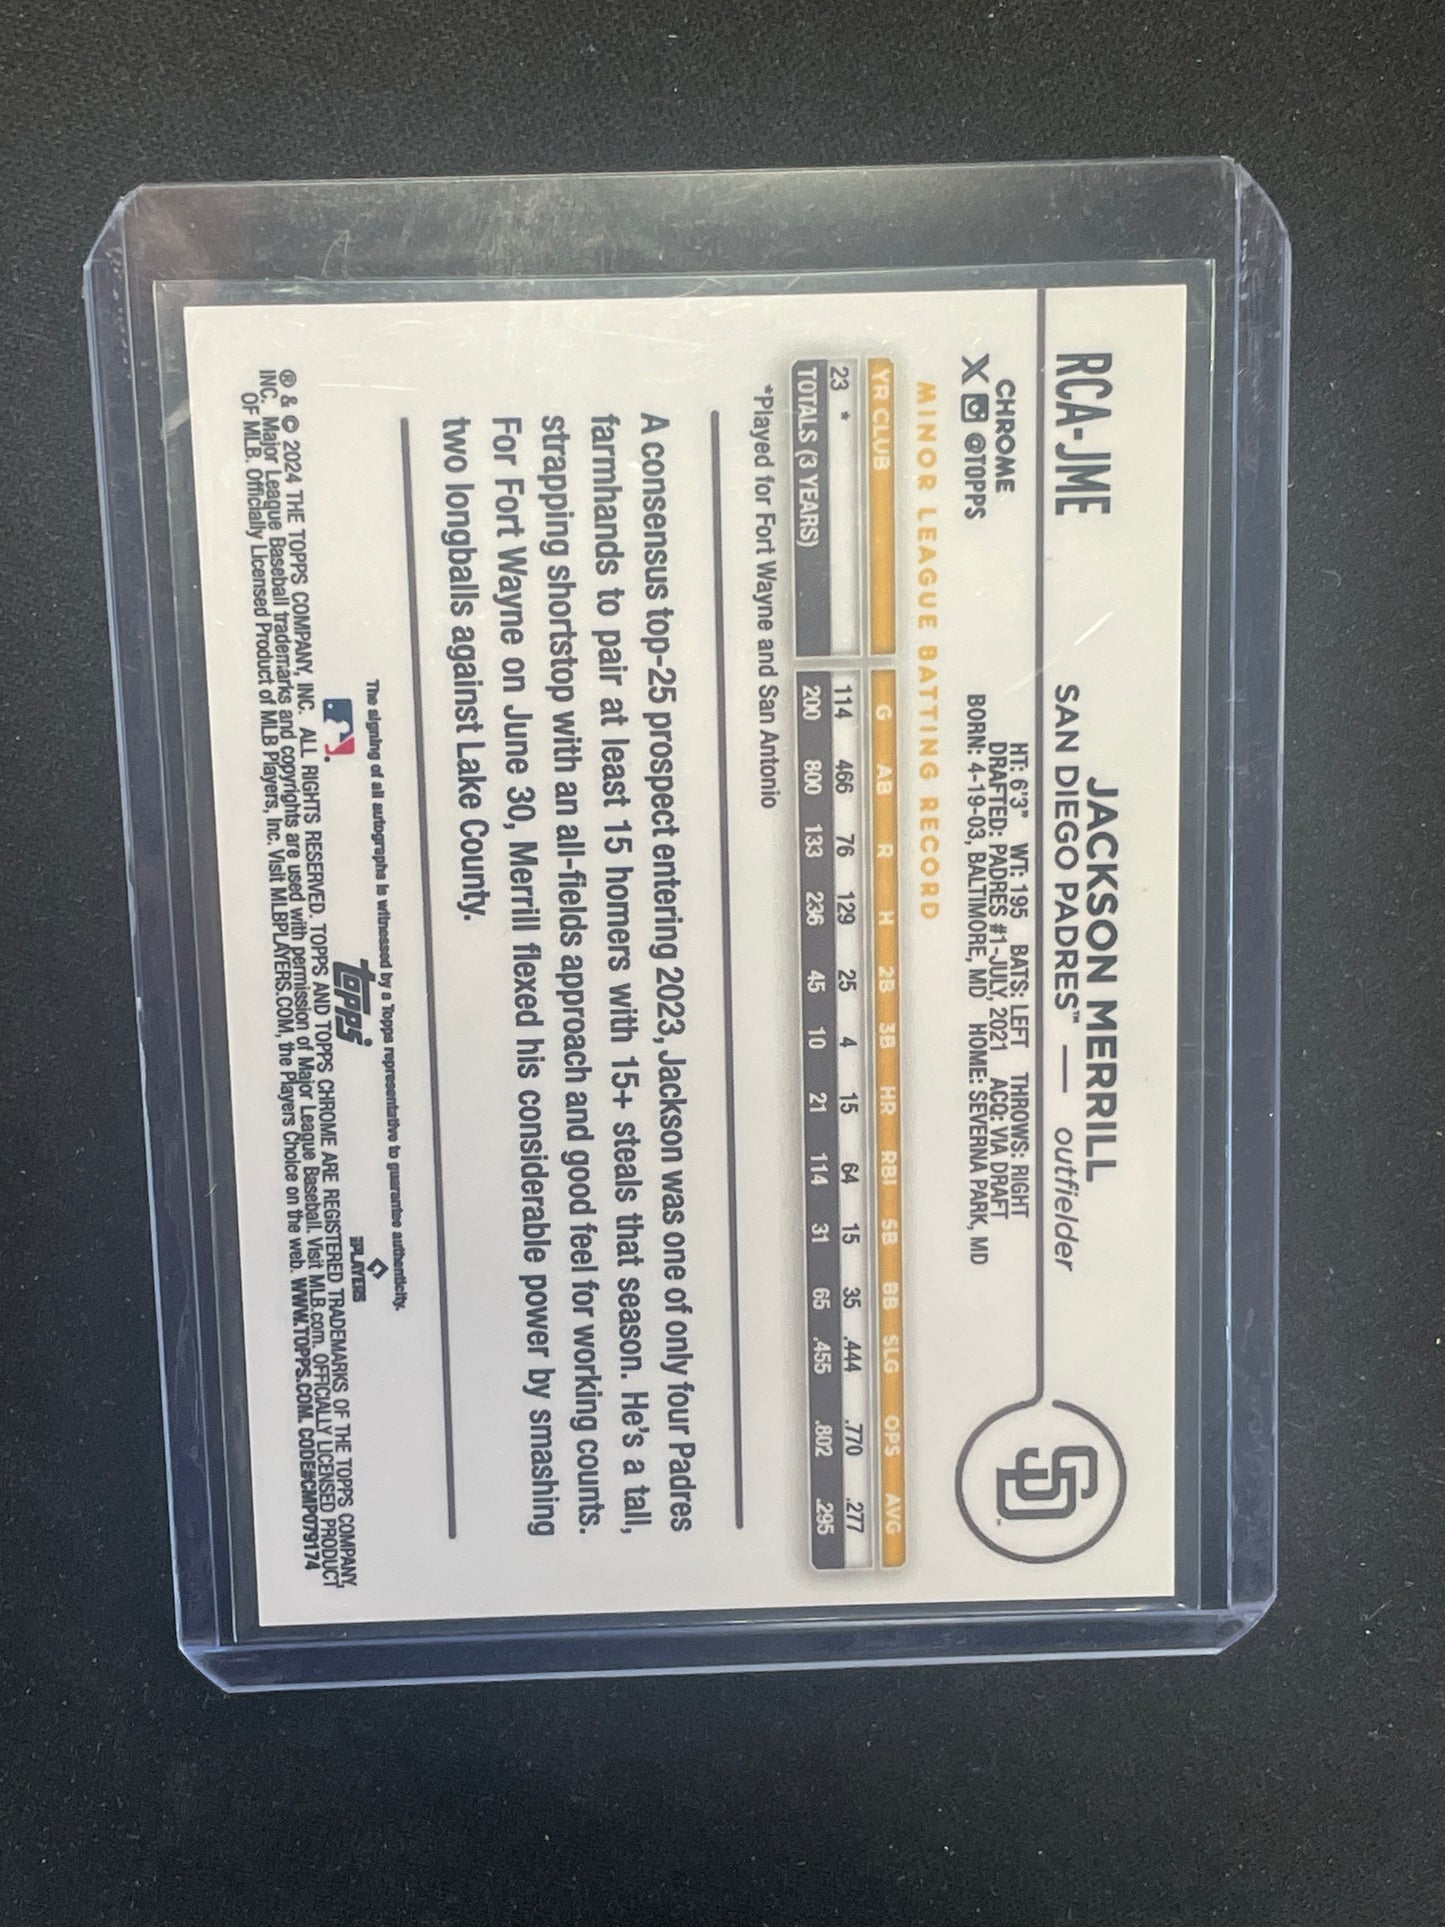 RCA-JME
JACKSON MERRILL
SAN DIEGO PADRES™ — outfielder
CHROME
X @TOPPS
HT: 6'3" WT: 195 BATS: LEFT THROWS: RIGHT
DRAFTED: PADRES #1-JULY, 2021 ACQ: VIA DRAFT
BORN: 4-19-03, BALTIMORE, MD HOME: SEVERNA PARK, MD
SD
MINOR LEAGUE BATTING RECORD
YR CLUB G AB R H 2B 3B HR RBI SB BB SLG OPS AVG
23 * 114 466 76 129 25 4 15 64 15 35 .444 .770 .277
TOTALS (3 YEARS) 200 800 133 236 45 10 21 114 31 65 .455 .802 .295
*Played for Fort Wayne and San Antonio
A consensus top-25 prospect entering 2023, Jackson was one of only four Padres
farmhands to pair at least 15 homers with 15+ steals that season. He's a tall,
strapping shortstop with an all-fields approach and good feel for working counts.
For Fort Wayne on June 30, Merrill flexed his considerable power by smashing
two longballs against Lake County.
The signing of all autographs is witnessed by a Topps representative to guarantee authenticity.
topps
PLAYERS
® & © 2024 THE TOPPS COMPANY, INC. ALL RIGHTS RESERVED. TOPPS AND TOPPS CHROME ARE REGISTERED TRADEMARKS OF THE TOPPS COMPANY,
INC. Major League Baseball trademarks and copyrights are used with permission of Major League Baseball. Visit MLB.com. OFFICIALLY LICENSED PRODUCT
OF MLB. Officially Licensed Product of MLB Players, Inc. Visit MLBPLAYERS.COM, the Players Choice on the web. WWW.TOPPS.COM. CODE#CMP079174